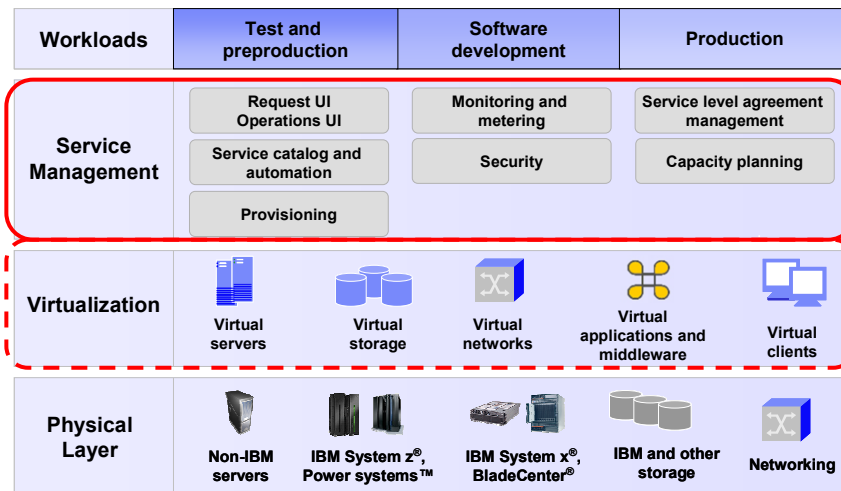 Workloads
Test and
preproduction
Software
development
Production
Service
Management
Request UI
Operations UI
Monitoring and
metering
Service level agreement
management
Service catalog and
automation
Security
Capacity planning
Provisioning
Virtualization
Virtual
servers
Virtual
storage
Virtual
networks
Virtual
applications and
middleware
Virtual
clients
Physical
Layer
Non-IBM
servers
IBM System z®,
Power systems™
IBM System x®,
BladeCenter®
IBM and other
storage
Networking